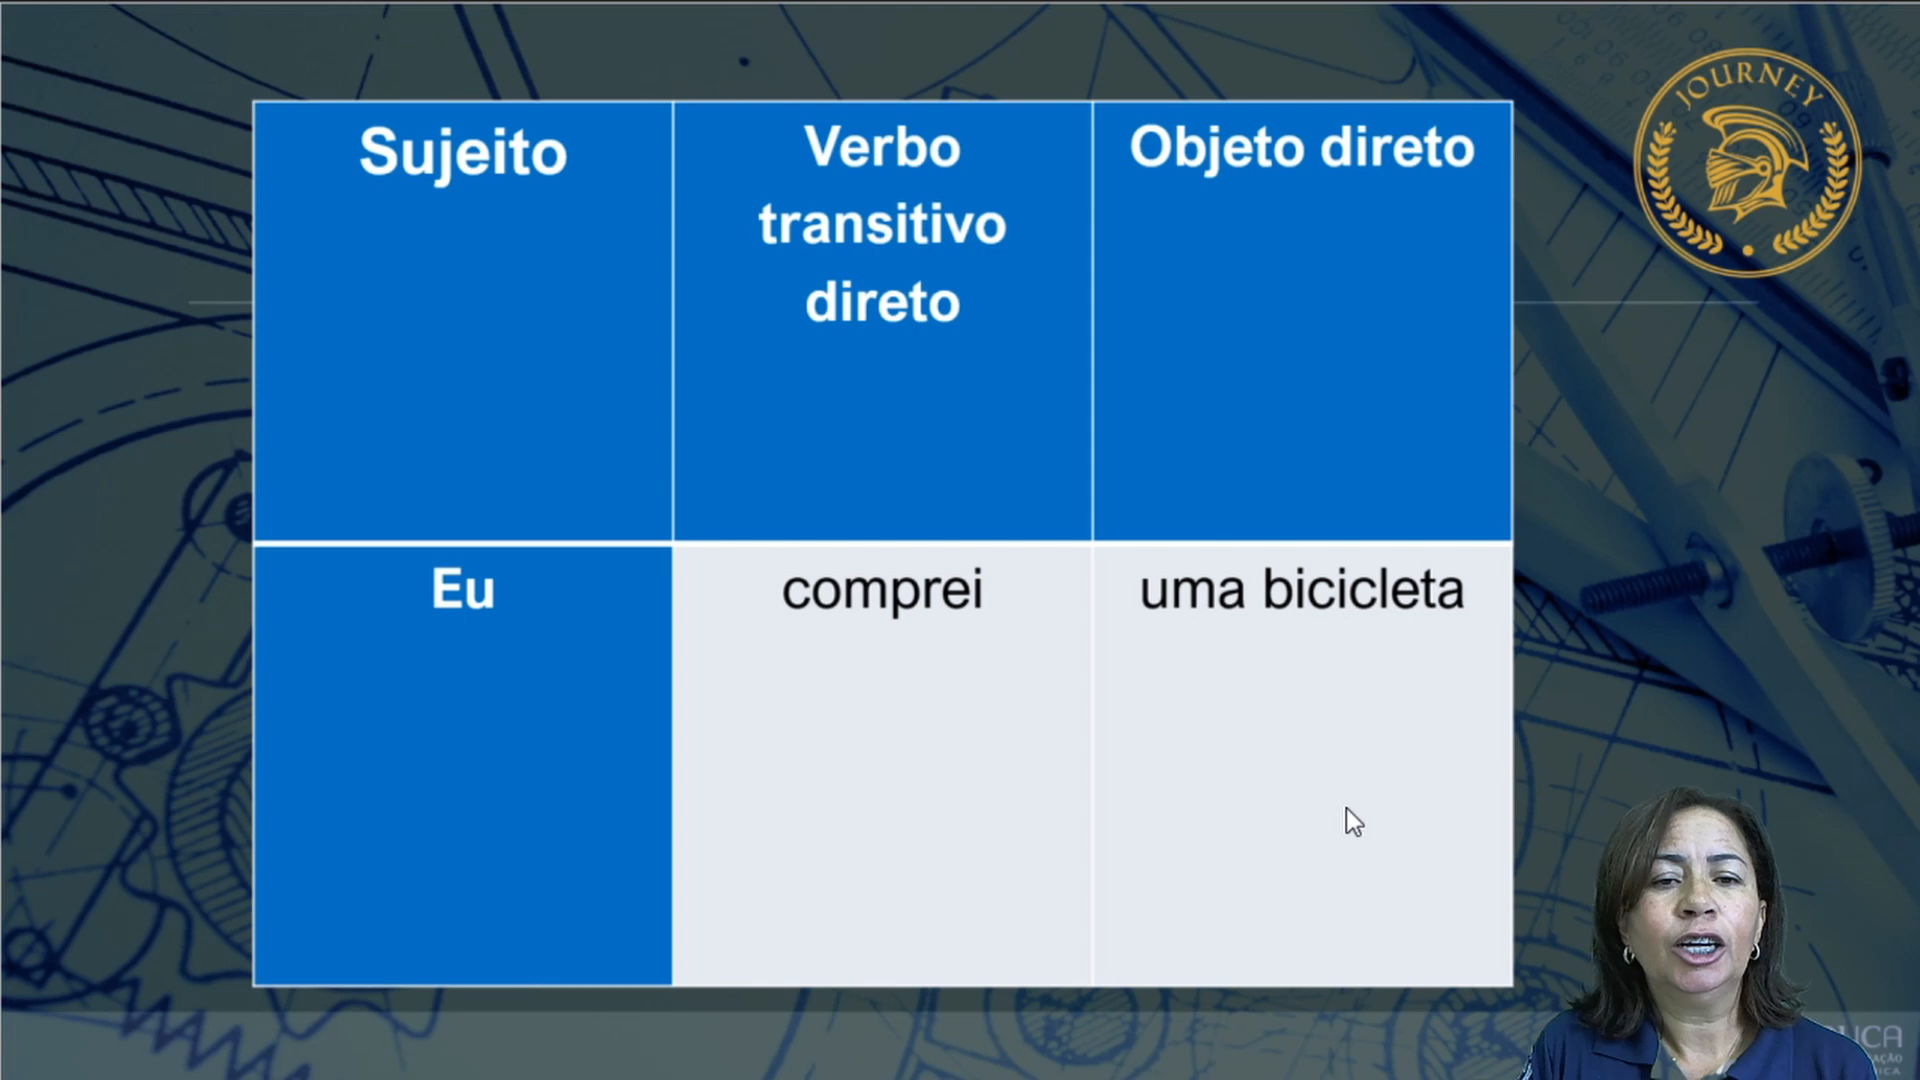 JOURNEY
Sujeito
Verbo
transitivo
direto
Objeto direto
Eu
comprei
uma bicicleta